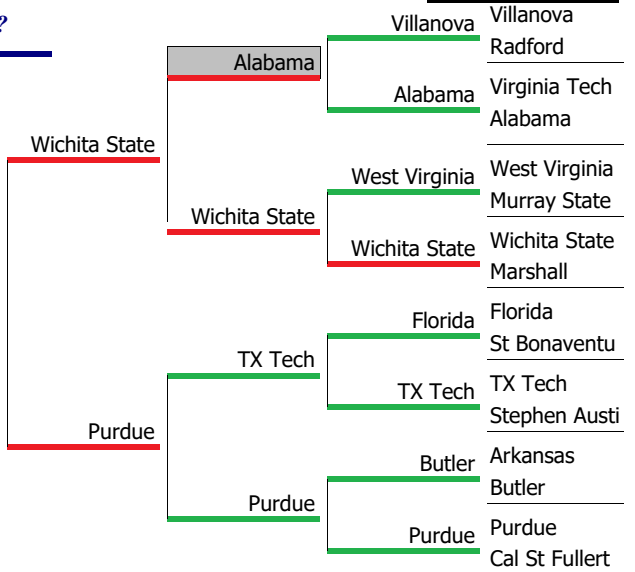 ?
Villanova
Villanova
Radford
Alabama
Alabama
Virginia Tech
Alabama
Wichita State
West Virginia
West Virginia
Murray State
Wichita State
Wichita State
Wichita State
Marshall
Florida
Florida
St Bonaventu
TX Tech
TX Tech
TX Tech
Stephen Austi
Purdue
Butler
Arkansas
Butler
Purdue
Purdue
Purdue
Cal St Fullert